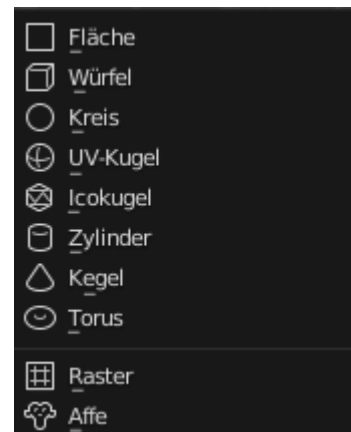 Fläche
Würfel
Kreis
UV-Kugel
Icokugel
Zylinder
Kegel
Torus
Raster
Affe